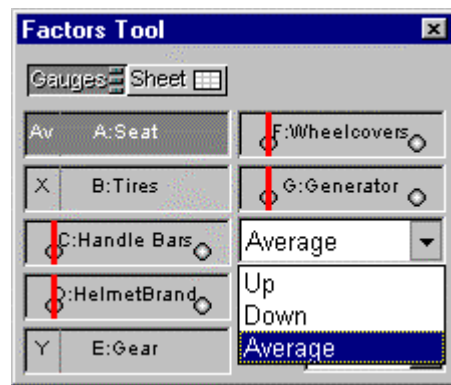 Factors Tool
Gauges Sheet
Av A:Seat
F:Wheelcovers
X B:Tires
G:Generator
C:Handle Bars
Average
:HelmetBrand
Up
Down
Y E:Gear
Average